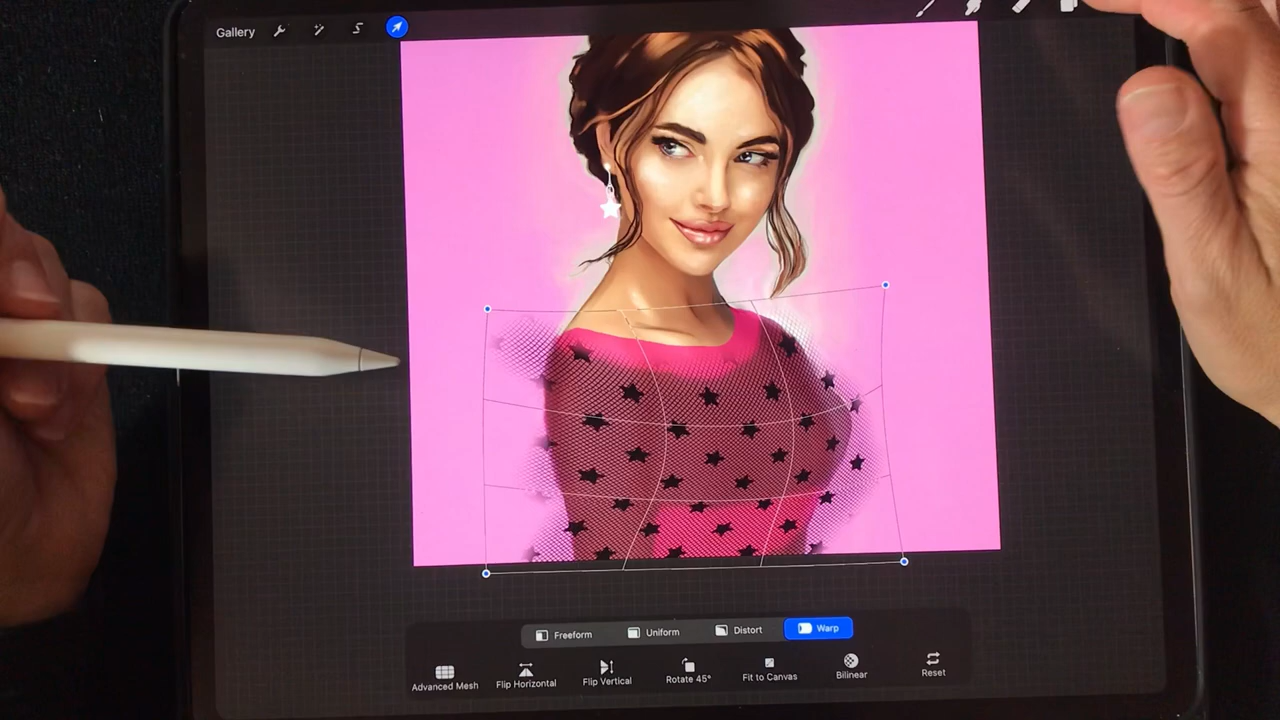 Gallery
Freeform Uniform Distort Warp
Advanced Mesh Flip Horizontal Flip Vertical Rotate 45° Fit to Canvas Bilinear Reset